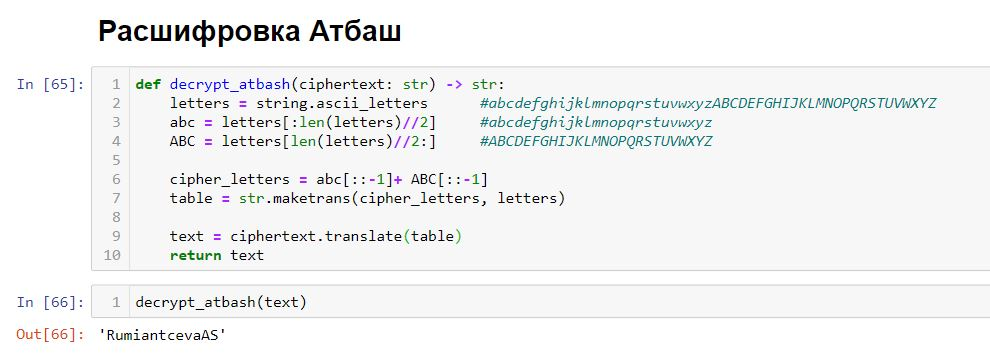 Расшифровка Атбаш
In [65]:
1 def decrypt_atbash(ciphertext: str) -> str:
2     letters = string.ascii_letters      #abcdefghijklmnopqrstuvwxyzABCDEFGHIJKLMNOPQRSTUVWXYZ
3     abc = letters[:len(letters)//2]     #abcdefghijklmnopqrstuvwxyz
4     ABC = letters[len(letters)//2:]     #ABCDEFGHIJKLMNOPQRSTUVWXYZ
5
6     cipher_letters = abc[::-1]+ ABC[::-1]
7     table = str.maketrans(cipher_letters, letters)
8
9     text = ciphertext.translate(table)
10     return text
In [66]: 1 decrypt_atbash(text)
Out[66]: 'RumiantcevaAS'